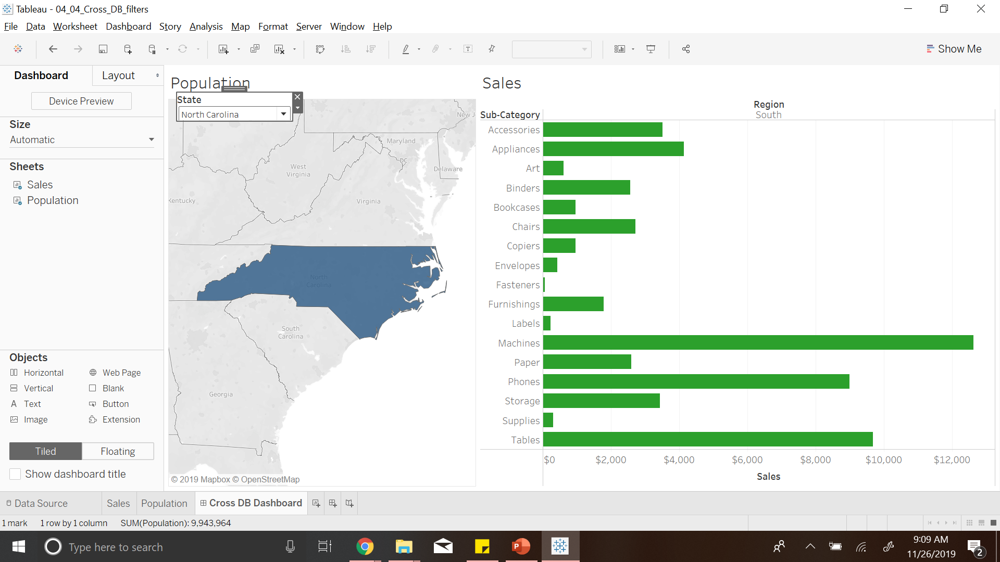 Tableau - 04_04_Cross_DB_filters
File Data Worksheet Dashboard Story Analysis Map Format Server Window Help
Show Me
Dashboard Layout
Device Preview
Size
Automatic
Sheets
Sales
Population
Objects
Horizontal Web Page
Vertical Blank
Text Button
Image Extension
Tiled Floating
Show dashboard title
Population
State
North Carolina
New J
Maryland
DC
Delaware
West
Virginia
Kentucky
Virginia
North
Carolina
South
Carolina
Georgia
© 2019 Mapbox © OpenStreetMap
Sales
Region
Sub-Category South
Accessories
Appliances
Art
Binders
Bookcases
Chairs
Copiers
Envelopes
Fasteners
Furnishings
Labels
Machines
Paper
Phones
Storage
Supplies
Tables
$0 $2,000 $4,000 $6,000 $8,000 $10,000 $12,000
Sales
Data Source Sales Population Cross DB Dashboard
1 mark 1 row by 1 column SUM(Population): 9,943,964
Type here to search
9:09 AM
11/26/2019
2